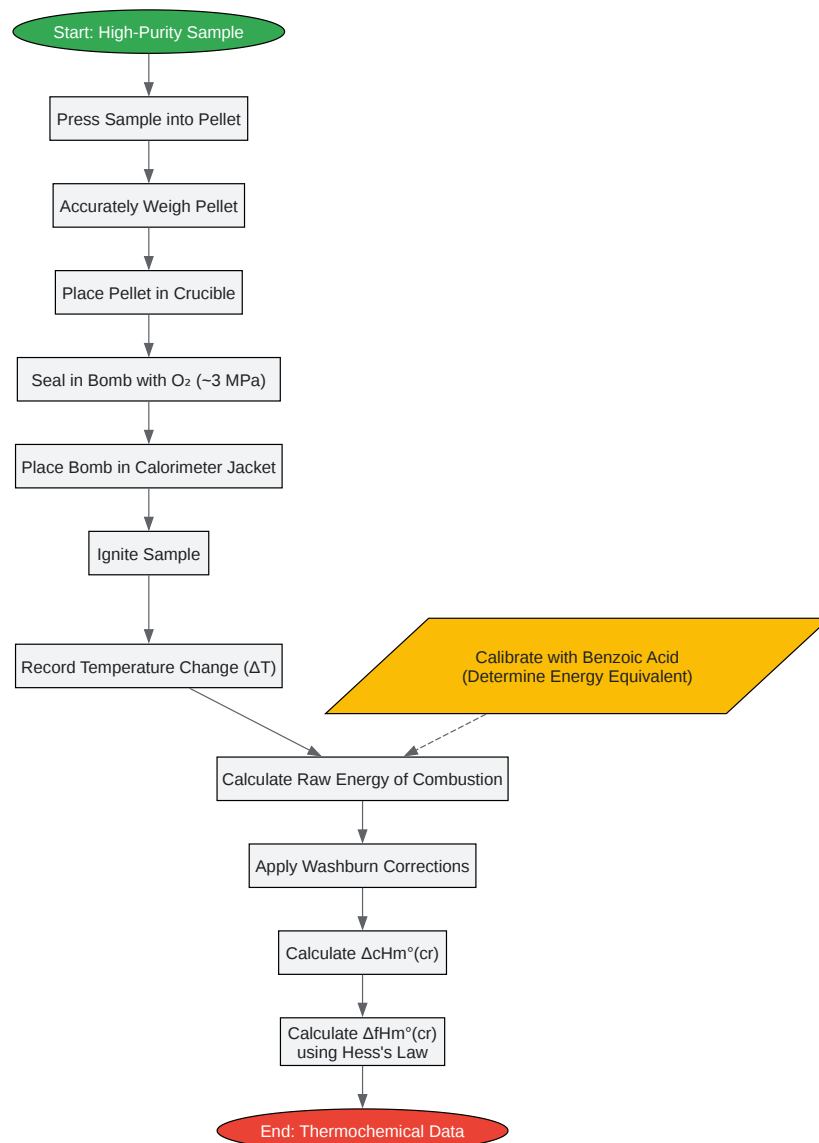 Start: High-Purity Sample
Press Sample into Pellet
Accurately Weigh Pellet
Place Pellet in Crucible
Seal in Bomb with O₂ (~3 MPa)
Place Bomb in Calorimeter Jacket
Ignite Sample
Record Temperature Change (ΔT)
Calibrate with Benzoic Acid
(Determine Energy Equivalent)
Calculate Raw Energy of Combustion
Apply Washburn Corrections
Calculate ΔcHm°(cr)
Calculate ΔfHm°(cr)
using Hess's Law
End: Thermochemical Data